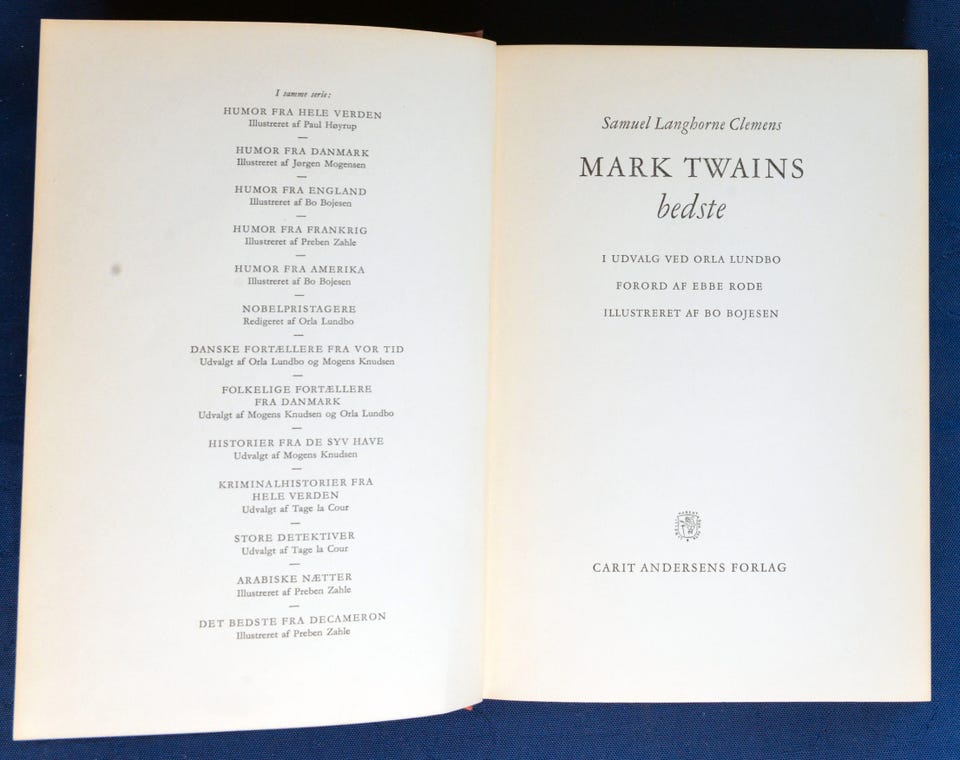 I samme serie:
HUMOR FRA HELE VERDEN
Illustreret af Paul Høyrup
HUMOR FRA DANMARK
Illustreret af Jørgen Mogensen
HUMOR FRA ENGLAND
Illustreret af Bo Bojesen
HUMOR FRA FRANKRIG
Illustreret af Preben Zahle
HUMOR FRA AMERIKA
Illustreret af Bo Bojesen
NOBELPRISTAGERE
Redigeret af Orla Lundbo
DANSKE FORTÆLLERE FRA VOR TID
Udvalgt af Orla Lundbo og Mogens Knudsen
FOLKELIGE FORTÆLLERE
FRA DANMARK
Udvalgt af Mogens Knudsen og Orla Lundbo
HISTORIER FRA DE SYV HAVE
Udvalgt af Mogens Knudsen
KRIMINALHISTORIER FRA
HELE VERDEN
Udvalgt af Tage la Cour
STORE DETEKTIVER
Udvalgt af Tage la Cour
ARABISKE NÆTTER
Illustreret af Preben Zahle
DET BEDSTE FRA DECAMERON
Illustreret af Preben Zahle
Samuel Langhorne Clemens
MARK TWAINS
bedste
I UDVALG VED ORLA LUNDBO
FORORD AF EBBE RODE
ILLUSTRERET AF BO BOJESEN
CARIT ANDERSENS FORLAG